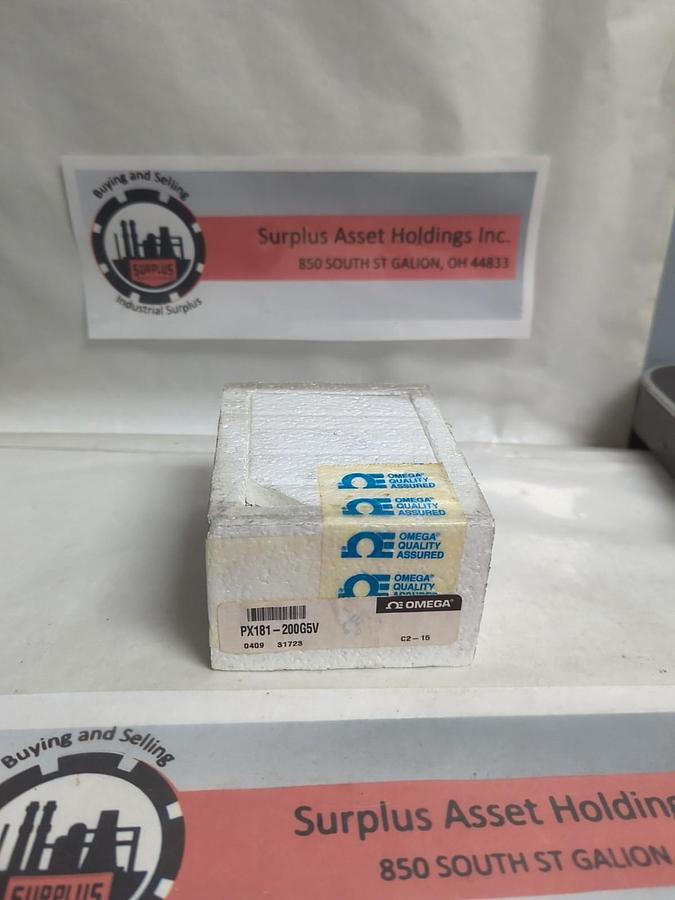 Buying and Selling
SURPLUS
Industrial Surplus
Surplus Asset Holdings Inc.
850 SOUTH ST GALION, OH 44833
OMEGA®
QUALITY
ASSURED
OMEGA®
QUALITY
ASSURED
OMEGA®
QUALITY
ASSURED
OMEGA®
QUALITY
ASSURED
OMEGA®
PX181-200G5V
0409 31723
C2-15
Buying and Selling
SURPLUS
Surplus Asset Holding
850 SOUTH ST GALION